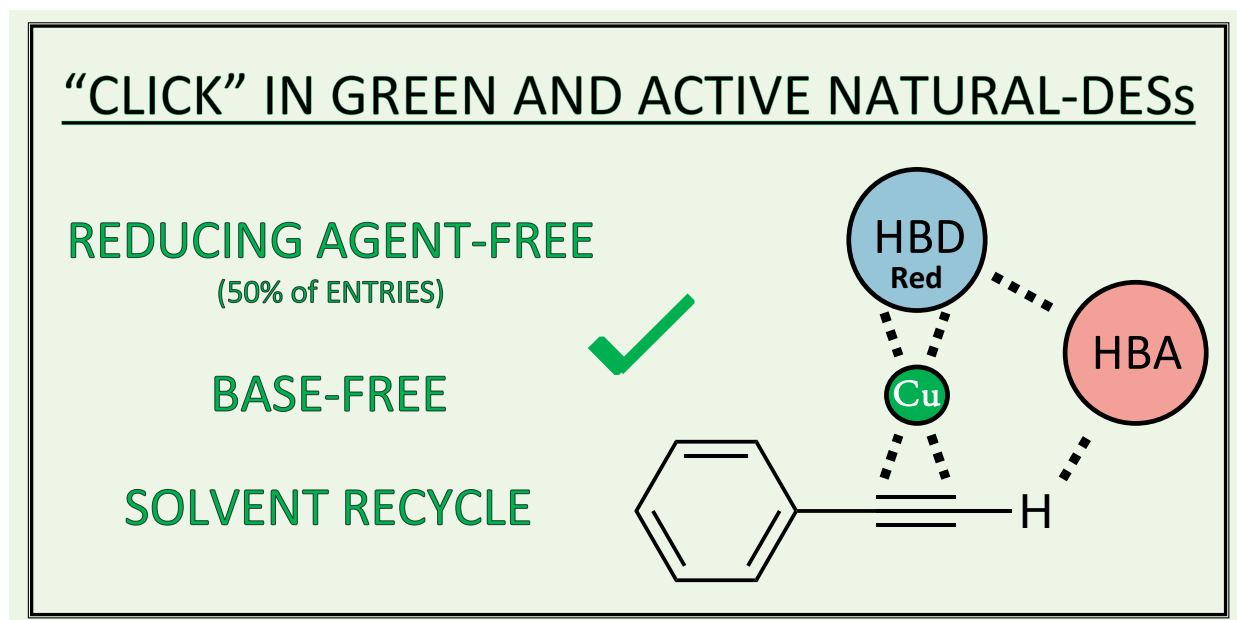 “CLICK” IN GREEN AND ACTIVE NATURAL-DESs
REDUCING AGENT-FREE
(50% of ENTRIES)
BASE-FREE
SOLVENT RECYCLE
HBD
Red
HBA
Cu
H